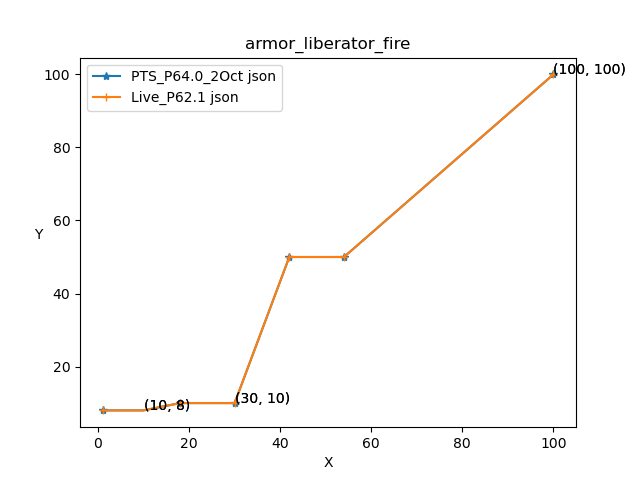 armor_liberator_fire
PTS_P64.0_2Oct json
Live_P62.1 json
(100, 100)
(30, 10)
(10, 8)
Y
100
80
60
40
20
0
20
40
60
80
100
X